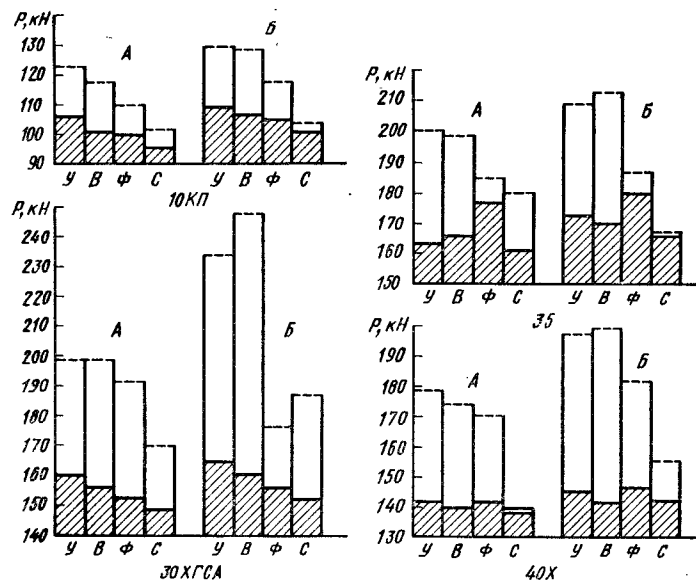 P, кН
130
120
110
100
90
А
Б
У В Ф С
У В Ф С
10КП
P, кН
210
200
190
180
170
160
150
А
Б
У В Ф С
У В Ф С
35
P, кН
240
230
220
210
200
190
180
170
160
150
140
А
Б
У В Ф С
У В Ф С
30ХГСА
P, кН
190
180
170
160
150
140
130
А
Б
У В Ф С
У В Ф С
40Х